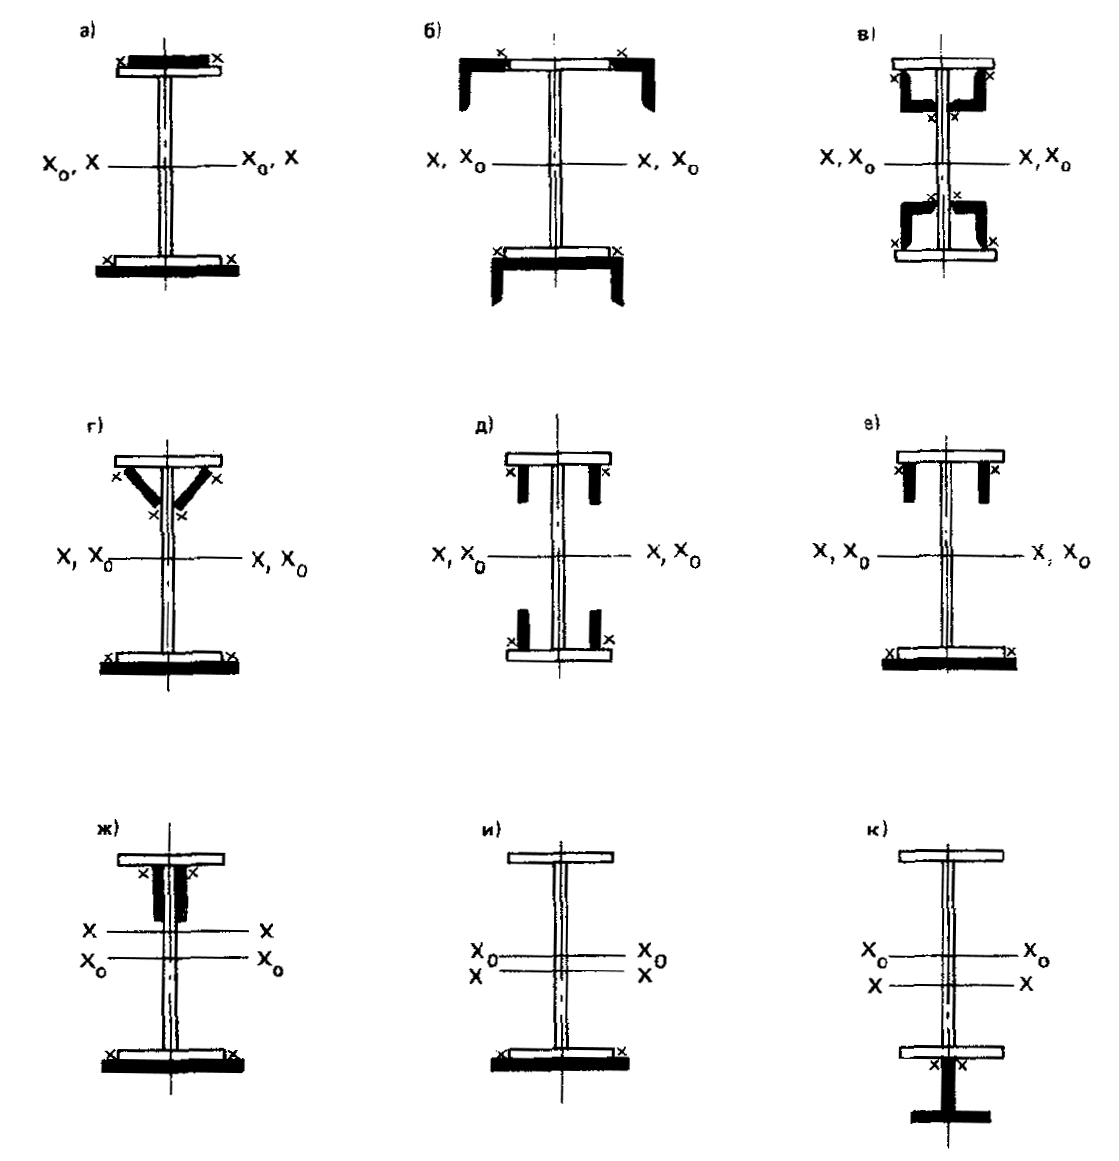 а) б) в)
X₀, X X₀, X X, X₀ X, X₀ X, X₀ X, X₀
г) д) е)
X, X₀ X, X₀ X, X₀ X, X₀ X, X₀ X, X₀
ж) и) к)
X X
X₀ X₀ X₀ X₀ X₀ X₀
X X X X